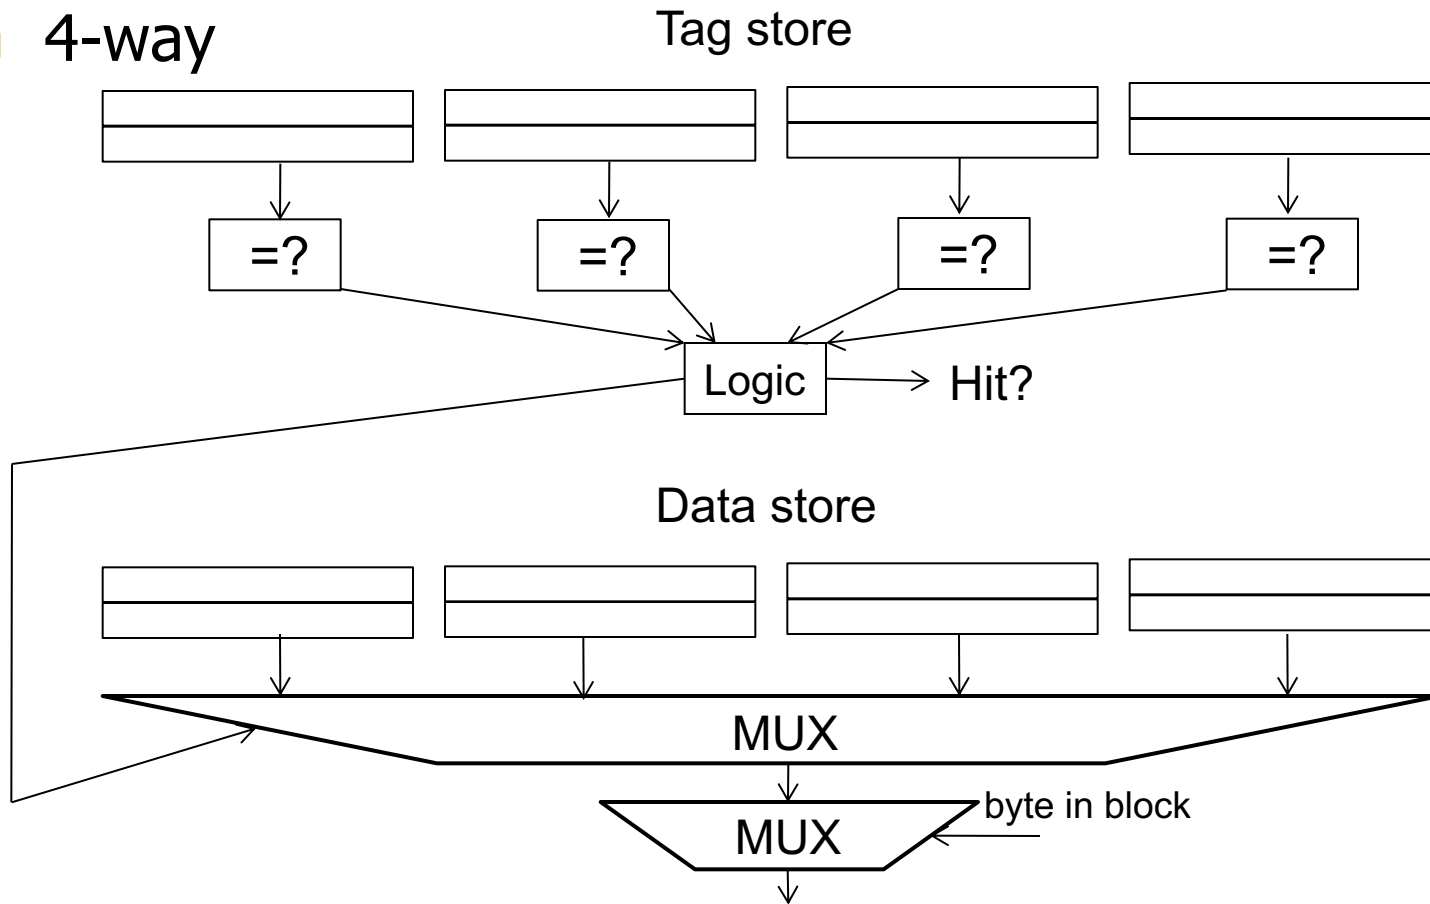 4-way
Tag store
=?
=?
=?
=?
Logic
Hit?
Data store
MUX
byte in block
MUX